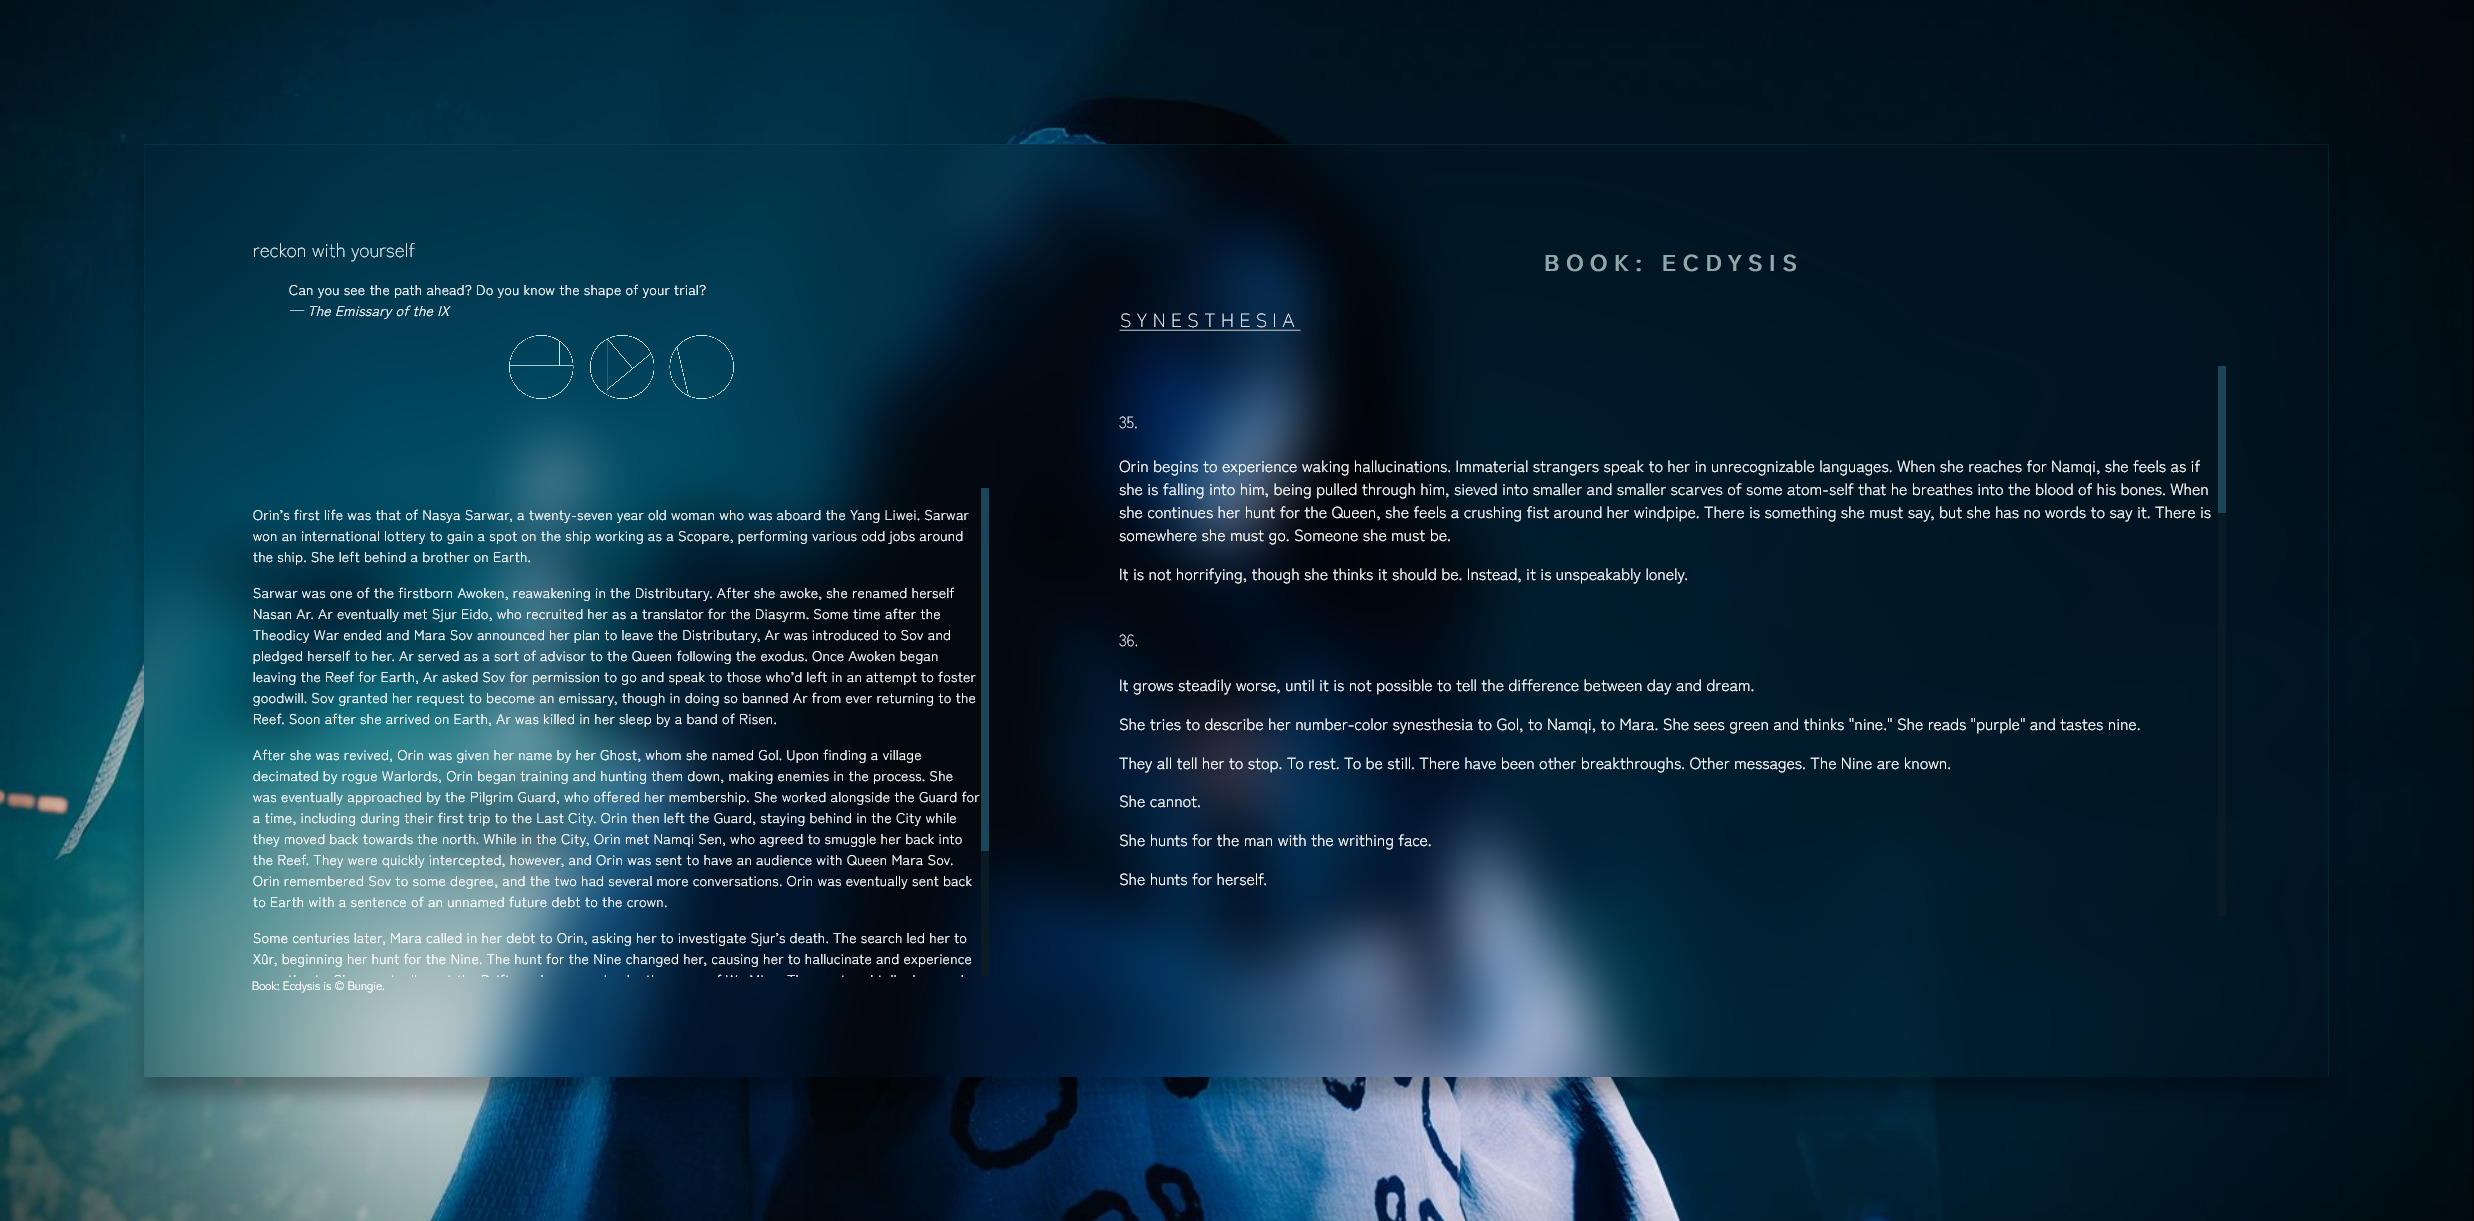 reckon with yourself
Can you see the path ahead? Do you know the shape of your trial?
— The Emissary of the IX
Orin's first life was that of Nasya Sarwar, a twenty-seven year old woman who was aboard the Yang Liwei. Sarwar
won an international lottery to gain a spot on the ship working as a Scopare, performing various odd jobs around
the ship. She left behind a brother on Earth.
Sarwar was one of the firstborn Awoken, reawakening in the Distributary. After she awoke, she renamed herself
Nasan Ar. Ar eventually met Sjur Eido, who recruited her as a translator for the Diasyrm. Some time after the
Theodicy War ended and Mara Sov announced her plan to leave the Distributary, Ar was introduced to Sov and
pledged herself to her. Ar served as a sort of advisor to the Queen following the exodus. Once Awoken began
leaving the Reef for Earth, Ar asked Sov for permission to go and speak to those who'd left in an attempt to foster
goodwill. Sov granted her request to become an emissary, though in doing so banned Ar from ever returning to the
Reef. Soon after she arrived on Earth, Ar was killed in her sleep by a band of Risen.
After she was revived, Orin was given her name by her Ghost, whom she named Gol. Upon finding a village
decimated by rogue Warlords, Orin began training and hunting them down, making enemies in the process. She
was eventually approached by the Pilgrim Guard, who offered her membership. She worked alongside the Guard for
a time, including during their first trip to the Last City. Orin then left the Guard, staying behind in the City while
they moved back towards the north. While in the City, Orin met Namqi Sen, who agreed to smuggle her back into
the Reef. They were quickly intercepted, however, and Orin was sent to have an audience with Queen Mara Sov.
Orin remembered Sov to some degree, and the two had several more conversations. Orin was eventually sent back
to Earth with a sentence of an unnamed future debt to the crown.
Some centuries later, Mara called in her debt to Orin, asking her to investigate Sjur's death. The search led her to
Xûr, beginning her hunt for the Nine. The hunt for the Nine changed her, causing her to hallucinate and experience
Book: Ecdysis is © Bungie.
BOOK: ECDYSIS
SYNESTHESIA
35.
Orin begins to experience waking hallucinations. Immaterial strangers speak to her in unrecognizable languages. When she reaches for Namqi, she feels as if
she is falling into him, being pulled through him, sieved into smaller and smaller scarves of some atom-self that he breathes into the blood of his bones. When
she continues her hunt for the Queen, she feels a crushing fist around her windpipe. There is something she must say, but she has no words to say it. There is
somewhere she must go. Someone she must be.
It is not horrifying, though she thinks it should be. Instead, it is unspeakably lonely.
36.
It grows steadily worse, until it is not possible to tell the difference between day and dream.
She tries to describe her number-color synesthesia to Gol, to Namqi, to Mara. She sees green and thinks "nine." She reads "purple" and tastes nine.
They all tell her to stop. To rest. To be still. There have been other breakthroughs. Other messages. The Nine are known.
She cannot.
She hunts for the man with the writhing face.
She hunts for herself.